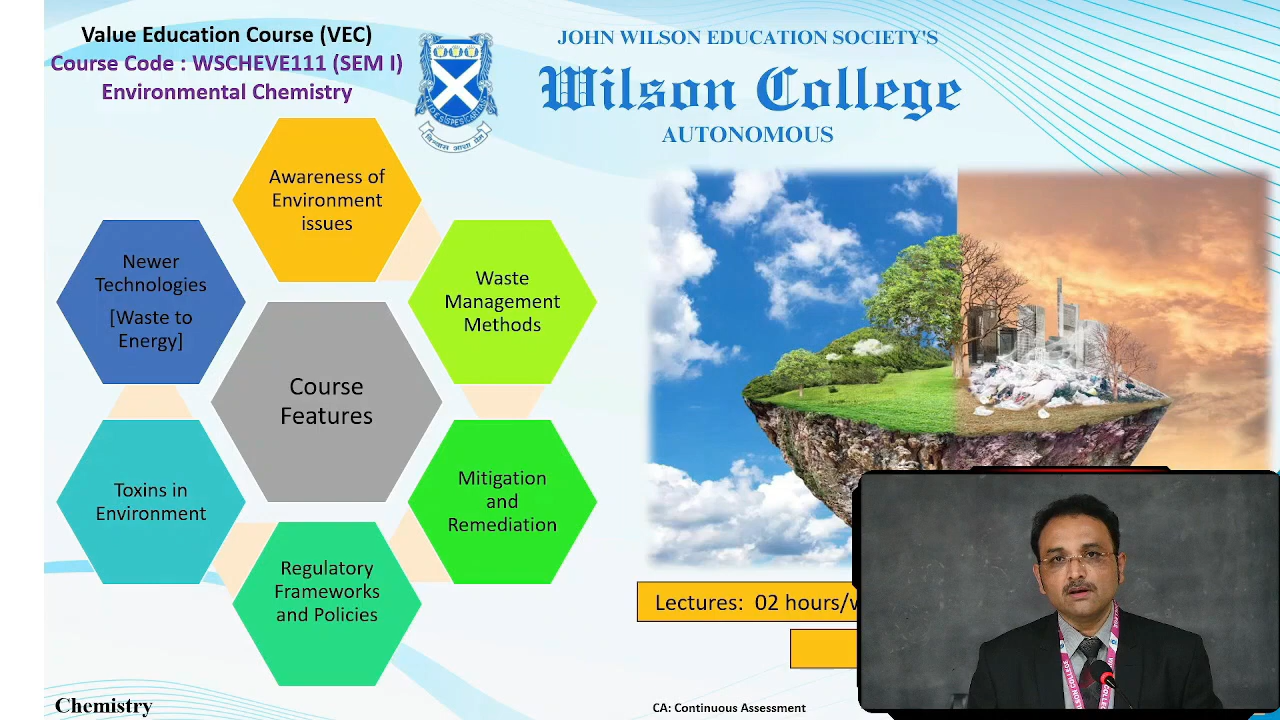 Value Education Course (VEC)
Course Code : WSCHEVE111 (SEM I)
Environmental Chemistry
JOHN WILSON EDUCATION SOCIETY'S
Wilson College
AUTONOMOUS
Awareness of
Environment
issues
Newer
Technologies
[Waste to
Energy]
Waste
Management
Methods
Course
Features
Toxins in
Environment
Mitigation
and
Remediation
Regulatory
Frameworks
and Policies
Lectures: 02 hours/
Chemistry
CA: Continuous Assessment